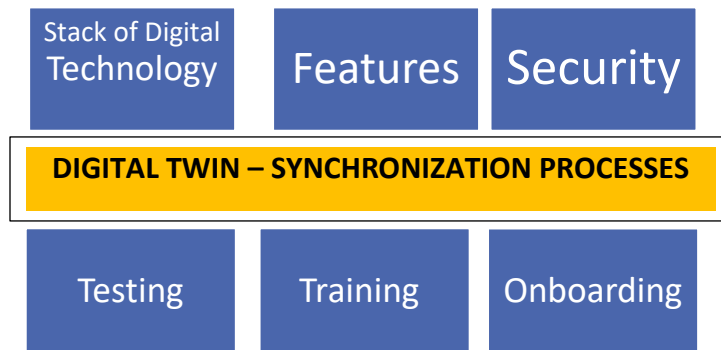 Stack of Digital
Technology
Features
Security
DIGITAL TWIN – SYNCHRONIZATION PROCESSES
Testing
Training
Onboarding